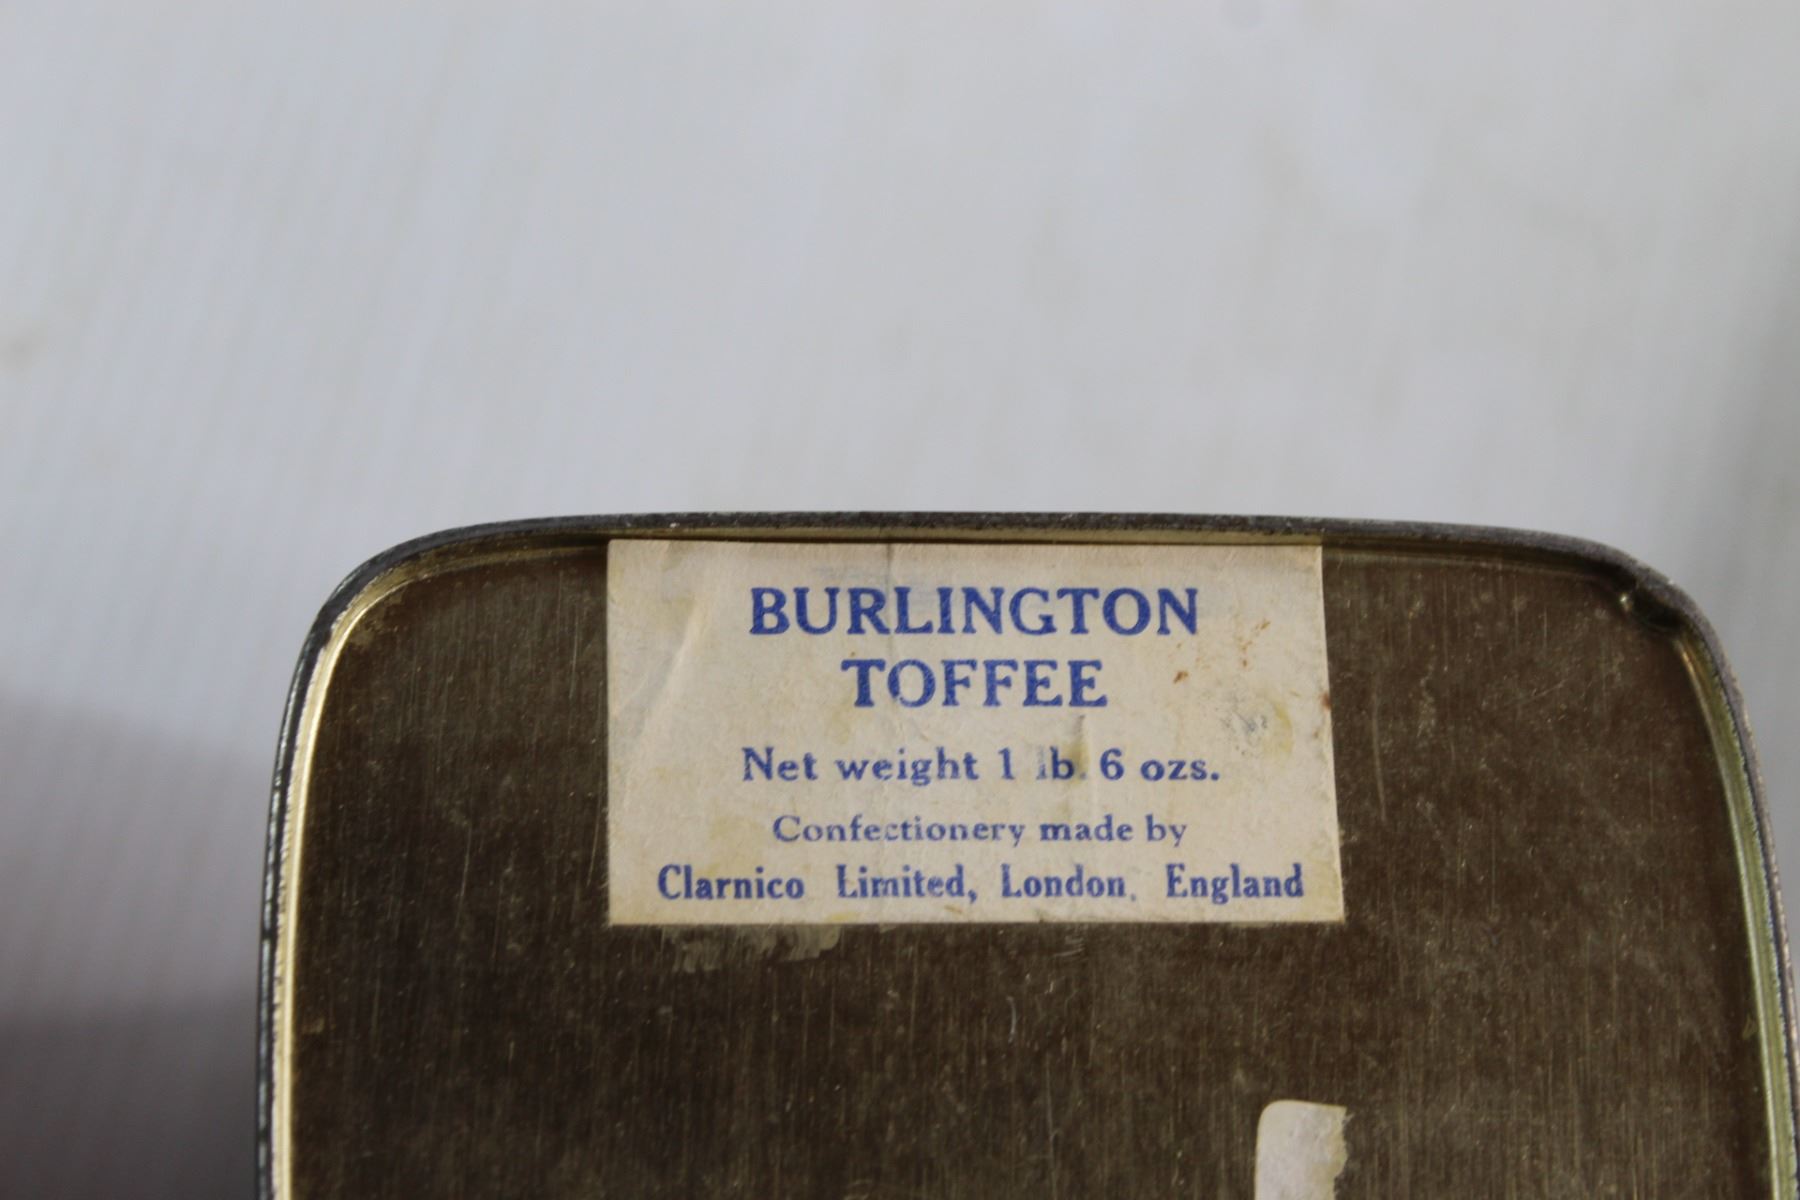 BURLINGTON
TOFFEE
Net weight 1 lb. 6 ozs.
Confectionery made by
Clarnico Limited, London, England